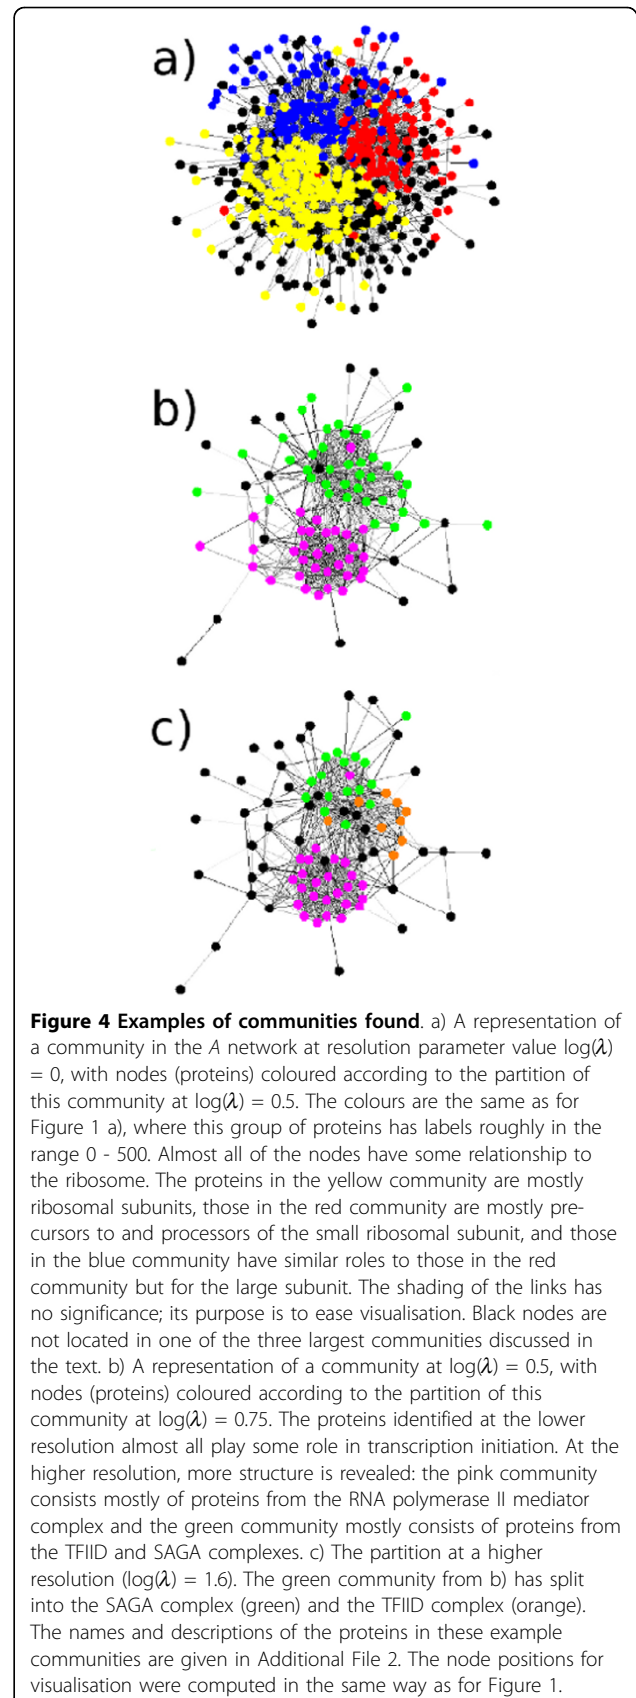 a)
b)
c)
Figure 4 Examples of communities found. a) A representation of
a community in the A network at resolution parameter value log(λ)
= 0, with nodes (proteins) coloured according to the partition of
this community at log(λ) = 0.5. The colours are the same as for
Figure 1 a), where this group of proteins has labels roughly in the
range 0 - 500. Almost all of the nodes have some relationship to
the ribosome. The proteins in the yellow community are mostly
ribosomal subunits, those in the red community are mostly pre-
cursors to and processors of the small ribosomal subunit, and those
in the blue community have similar roles to those in the red
community but for the large subunit. The shading of the links has
no significance; its purpose is to ease visualisation. Black nodes are
not located in one of the three largest communities discussed in
the text. b) A representation of a community at log(λ) = 0.5, with
nodes (proteins) coloured according to the partition of this
community at log(λ) = 0.75. The proteins identified at the lower
resolution almost all play some role in transcription initiation. At the
higher resolution, more structure is revealed: the pink community
consists mostly of proteins from the RNA polymerase II mediator
complex and the green community mostly consists of proteins from
the TFIID and SAGA complexes. c) The partition at a higher
resolution (log(λ) = 1.6). The green community from b) has split
into the SAGA complex (green) and the TFIID complex (orange).
The names and descriptions of the proteins in these example
communities are given in Additional File 2. The node positions for
visualisation were computed in the same way as for Figure 1.